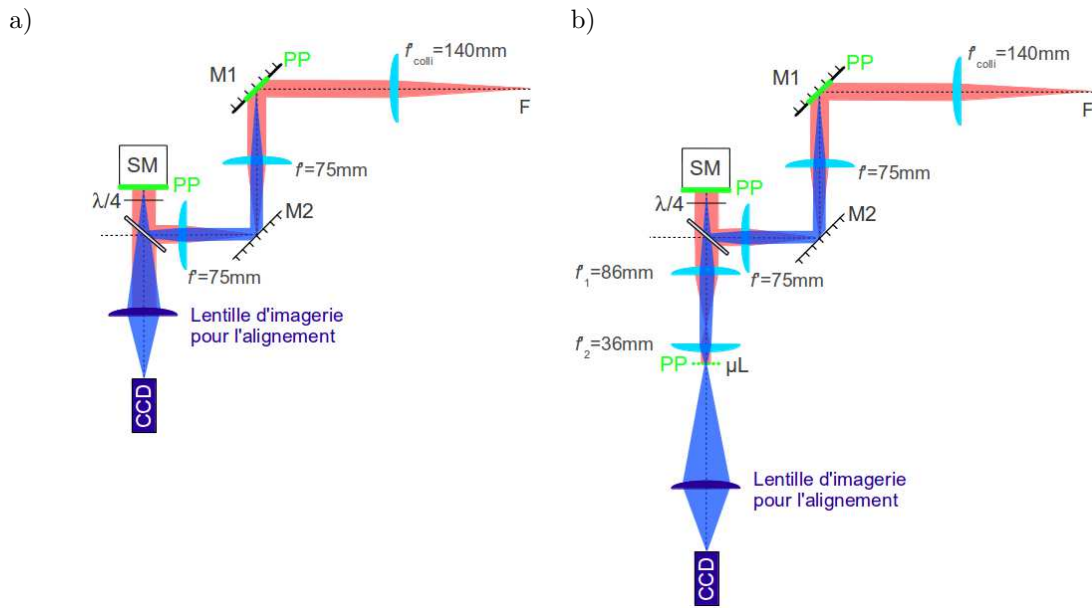 a)
f'colli=140mm
PP
M1
F
SM
f'=75mm
PP
λ/4
M2
f'=75mm
Lentille d'imagerie
pour l'alignement
CCD
b)
f'colli=140mm
PP
M1
F
SM
f'=75mm
PP
λ/4
M2
f'1=86mm
f'=75mm
f'2=36mm
PP
µL
Lentille d'imagerie
pour l'alignement
CCD